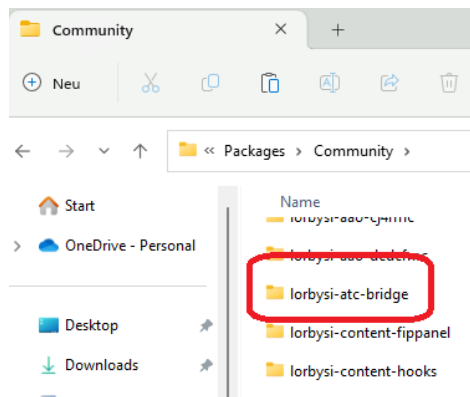 Community
Neu
Packages > Community >
Start
Name
OneDrive - Personal
lorbysi-atc-bridge
Desktop
lorbysi-content-fippanel
Downloads
lorbysi-content-hooks